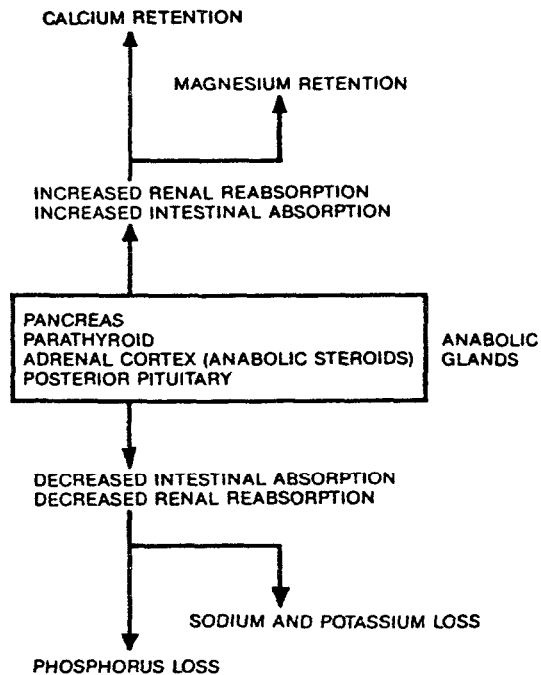 CALCIUM RETENTION
MAGNESIUM RETENTION
INCREASED RENAL REABSORPTION
INCREASED INTESTINAL ABSORPTION
PANCREAS
PARATHYROID
ADRENAL CORTEX (ANABOLIC STEROIDS)
POSTERIOR PITUITARY
ANABOLIC
GLANDS
DECREASED INTESTINAL ABSORPTION
DECREASED RENAL REABSORPTION
SODIUM AND POTASSIUM LOSS
PHOSPHORUS LOSS